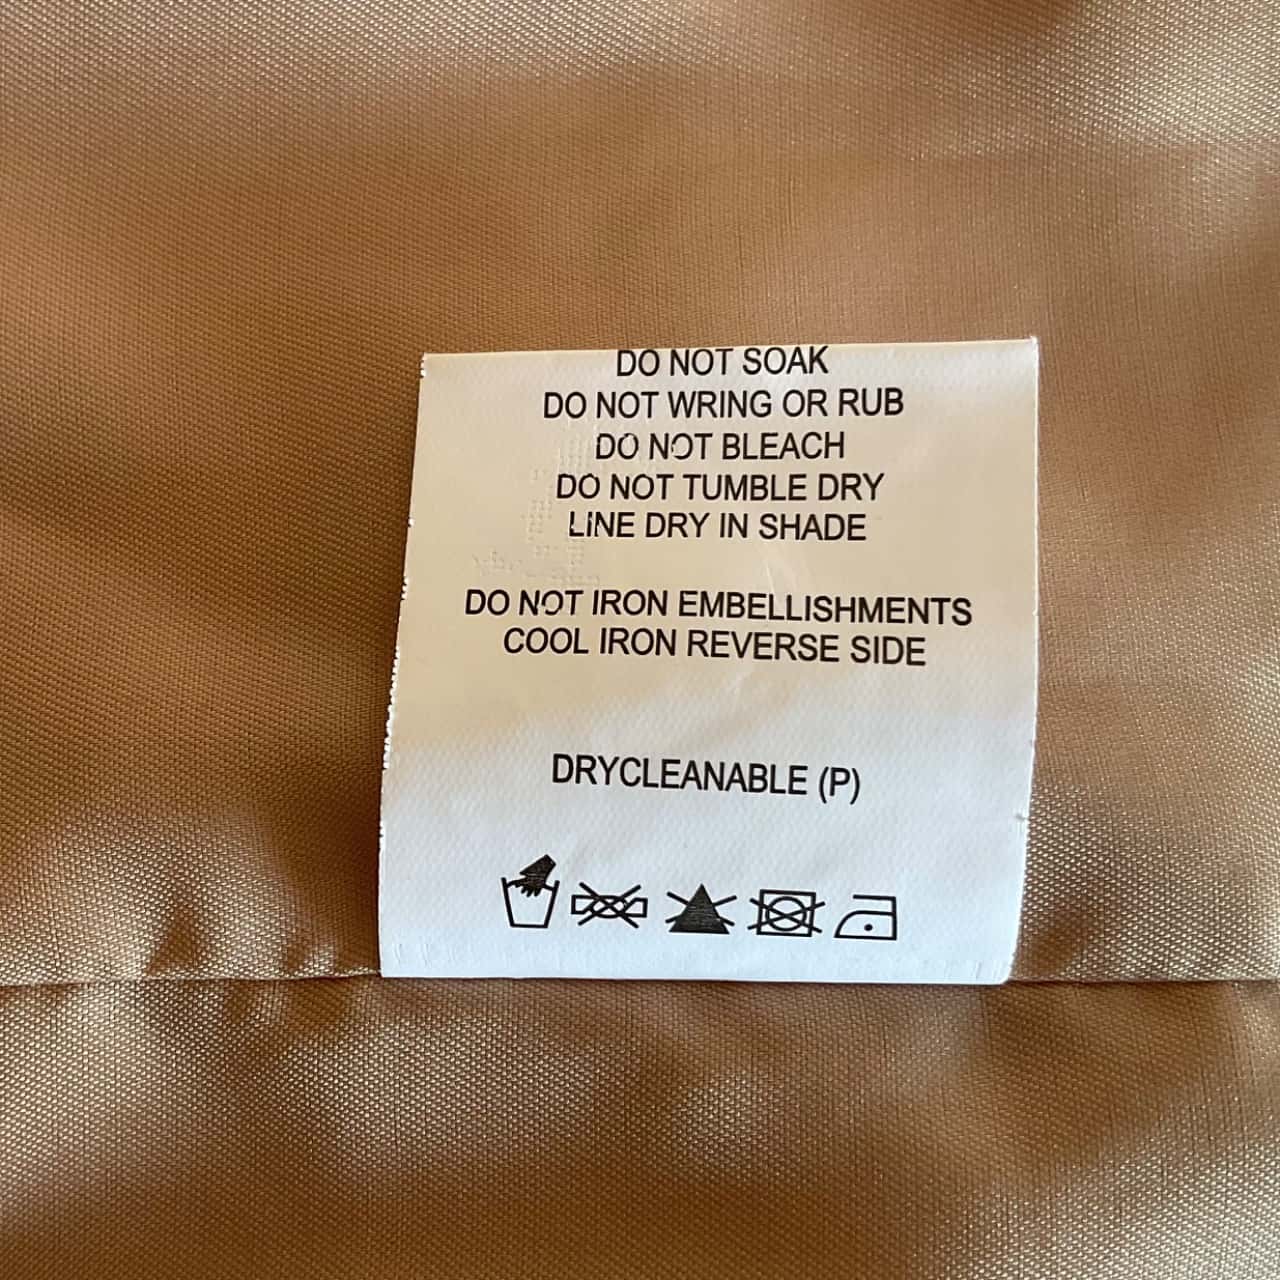 DO NOT SOAK
DO NOT WRING OR RUB
DO NOT BLEACH
DO NOT TUMBLE DRY
LINE DRY IN SHADE
DO NOT IRON EMBELLISHMENTS
COOL IRON REVERSE SIDE
DRYCLEANABLE (P)